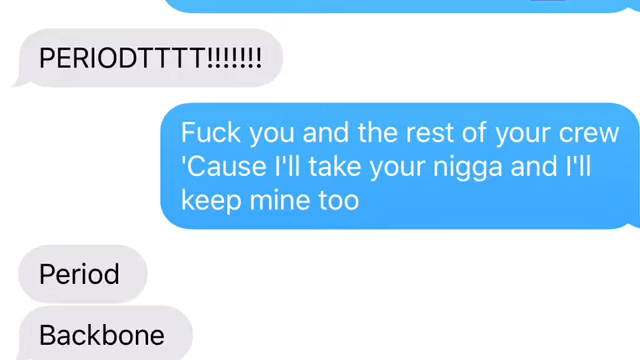 PERIODTTTT!!!!!!!
Fuck you and the rest of your crew
'Cause I'll take your nigga and I'll
keep mine too
Period
Backbone